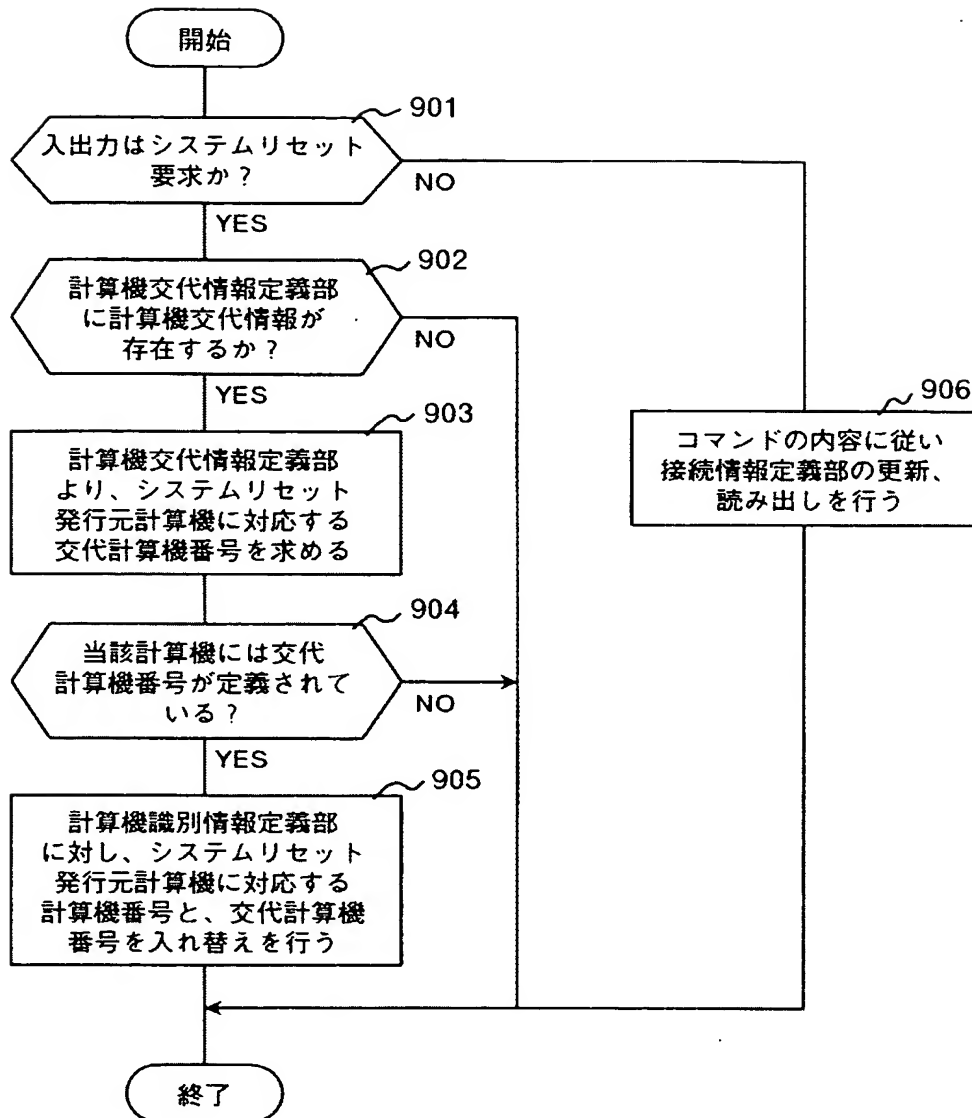 開始
901
入出力はシステムリセット
要求か？
NO
YES
902
計算機交代情報定義部
に計算機交代情報が
存在するか？
NO
YES
903
計算機交代情報定義部
より、システムリセット
発行元計算機に対応する
交代計算機番号を求める
906
コマンドの内容に従い
接続情報定義部の更新、
読み出しを行う
904
当該計算機には交代
計算機番号が定義されて
いる？
NO
YES
905
計算機識別情報定義部
に対し、システムリセット
発行元計算機に対応する
計算機番号と、交代計算機
番号を入れ替えを行う
終了